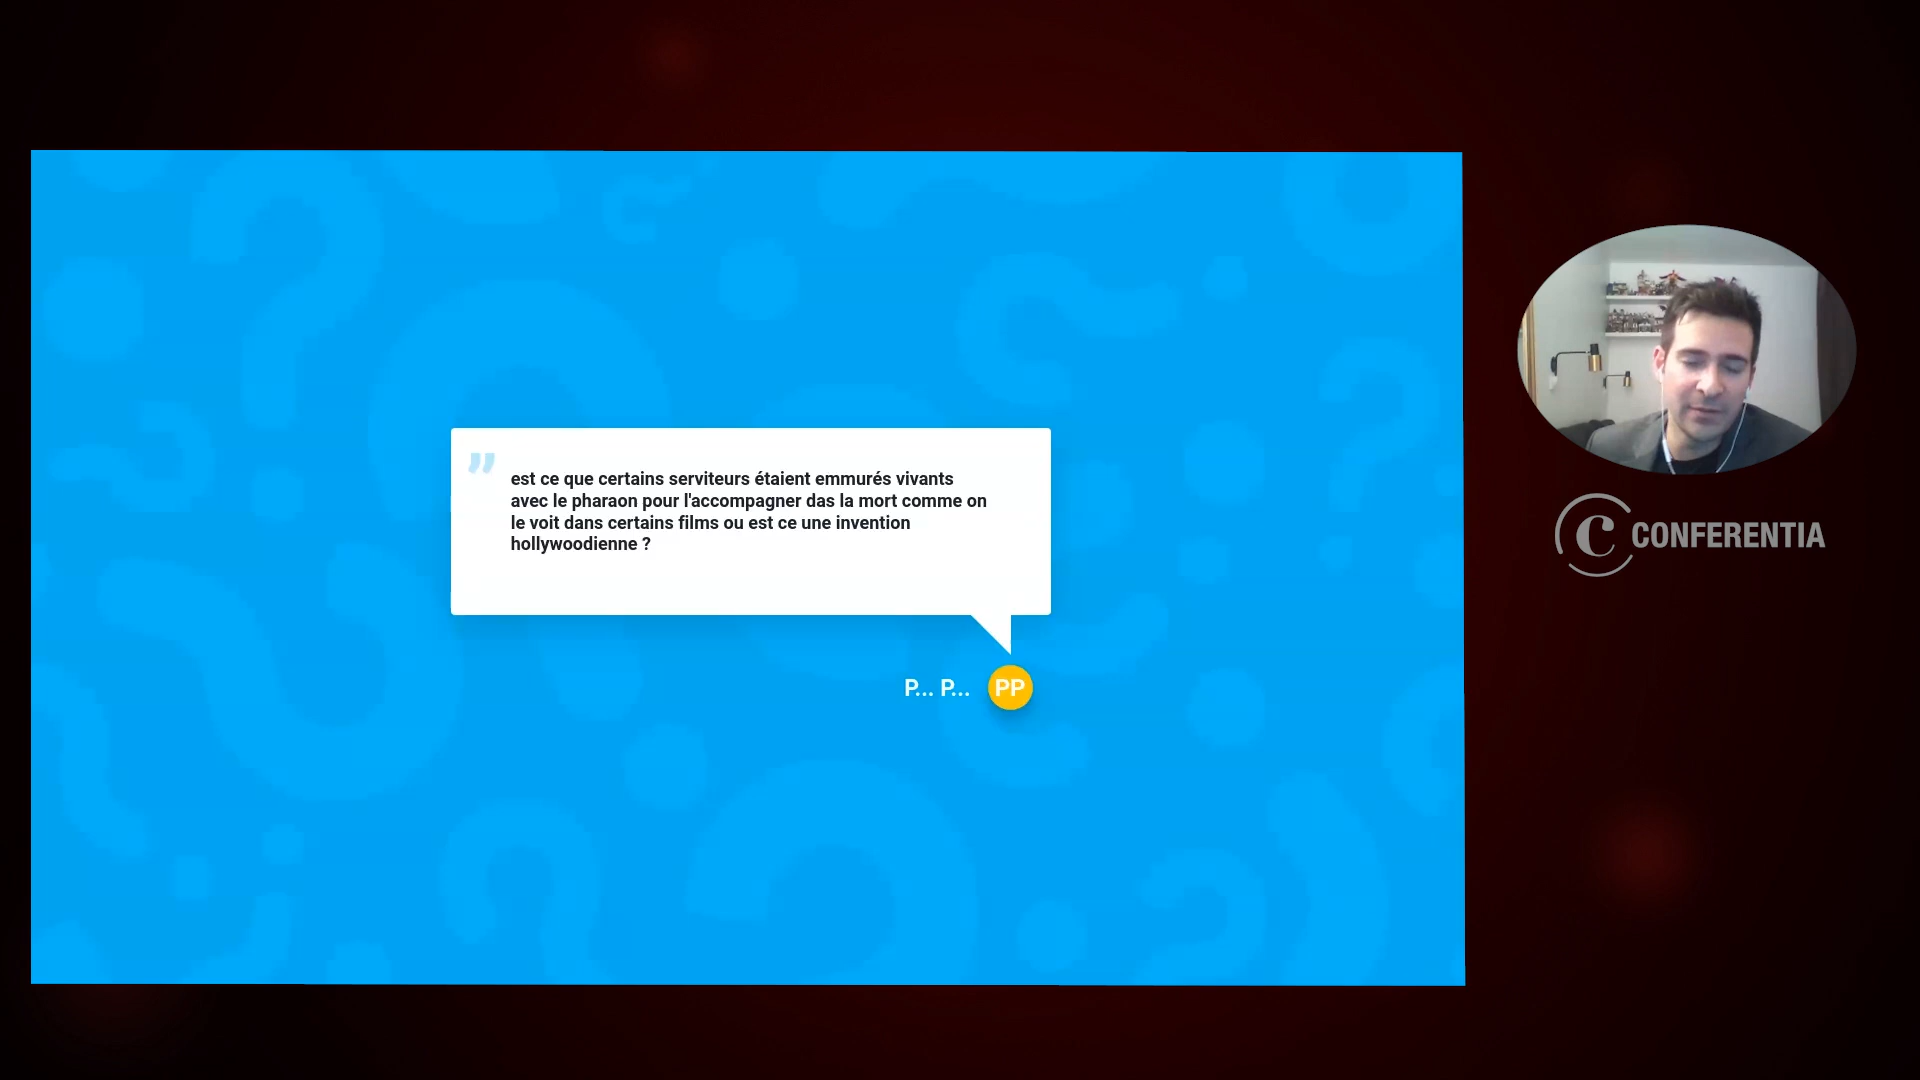 ”
est ce que certains serviteurs étaient emmurés vivants
avec le pharaon pour l'accompagner das la mort comme on
le voit dans certains films ou est ce une invention
hollywoodienne ?
P... P...
PP
C CONFERENTIA